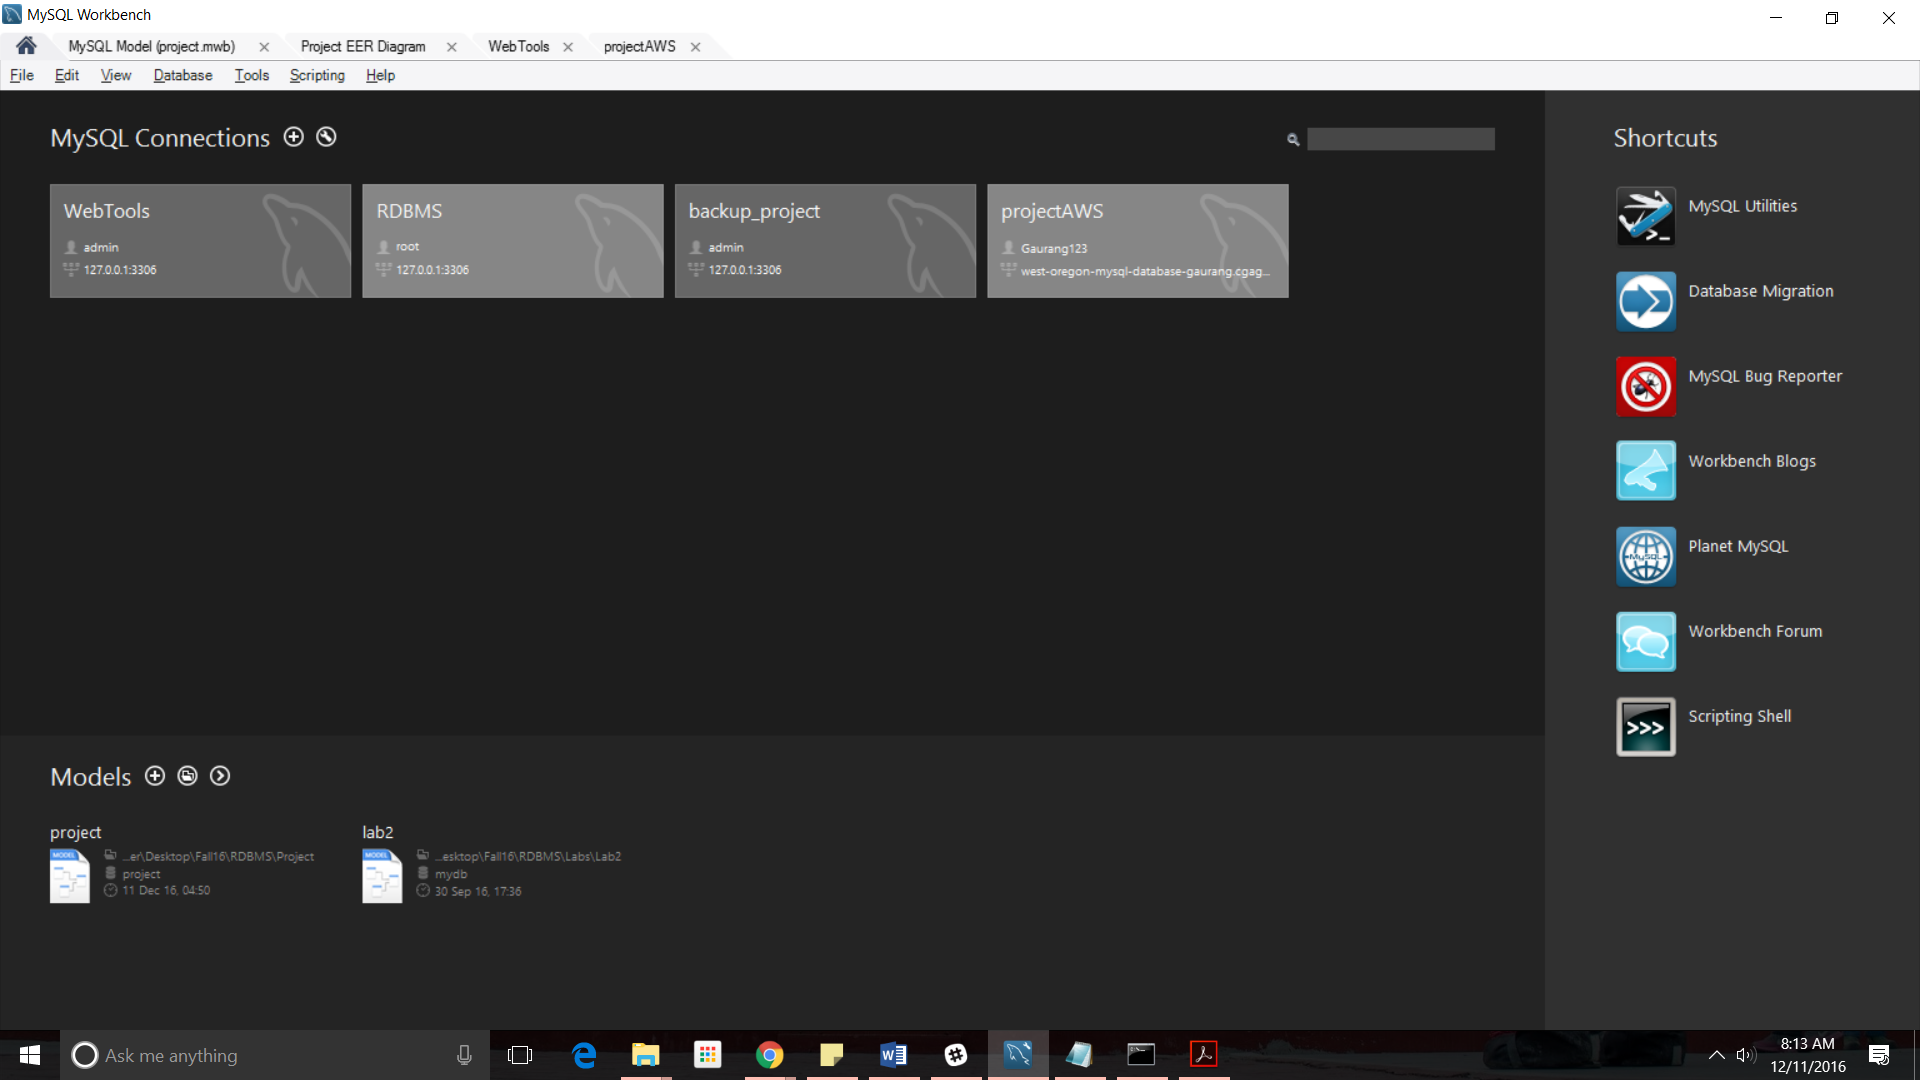 MySQL Workbench
MySQL Model (project.mwb)
Project EER Diagram
WebTools
projectAWS
File Edit View Database Tools Scripting Help
MySQL Connections
WebTools
admin
127.0.0.1:3306
RDBMS
root
127.0.0.1:3306
backup_project
admin
127.0.0.1:3306
projectAWS
Gaurang123
west-oregon-mysql-database-gaurang.cgag...
Shortcuts
MySQL Utilities
Database Migration
MySQL Bug Reporter
Workbench Blogs
MySQL
Planet MySQL
Workbench Forum
>>>
Scripting Shell
Models
project
MODEL
...er\Desktop\Fall16\RDBMS\Project
project
11 Dec 16, 04:50
lab2
MODEL
...esktop\Fall16\RDBMS\Labs\Lab2
mydb
30 Sep 16, 17:36
Ask me anything
8:13 AM
12/11/2016